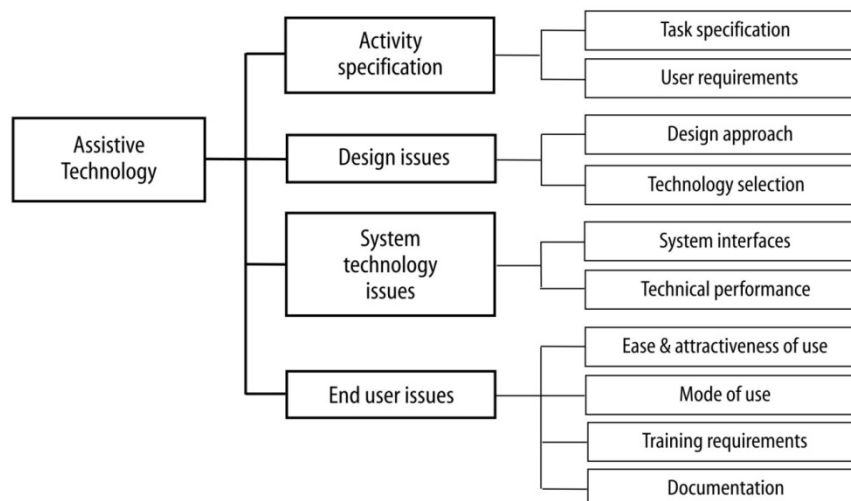 Assistive
Technology
Activity
specification
Task specification
User requirements
Design issues
Design approach
Technology selection
System
technology
issues
System interfaces
Technical performance
End user issues
Ease & attractiveness of use
Mode of use
Training requirements
Documentation